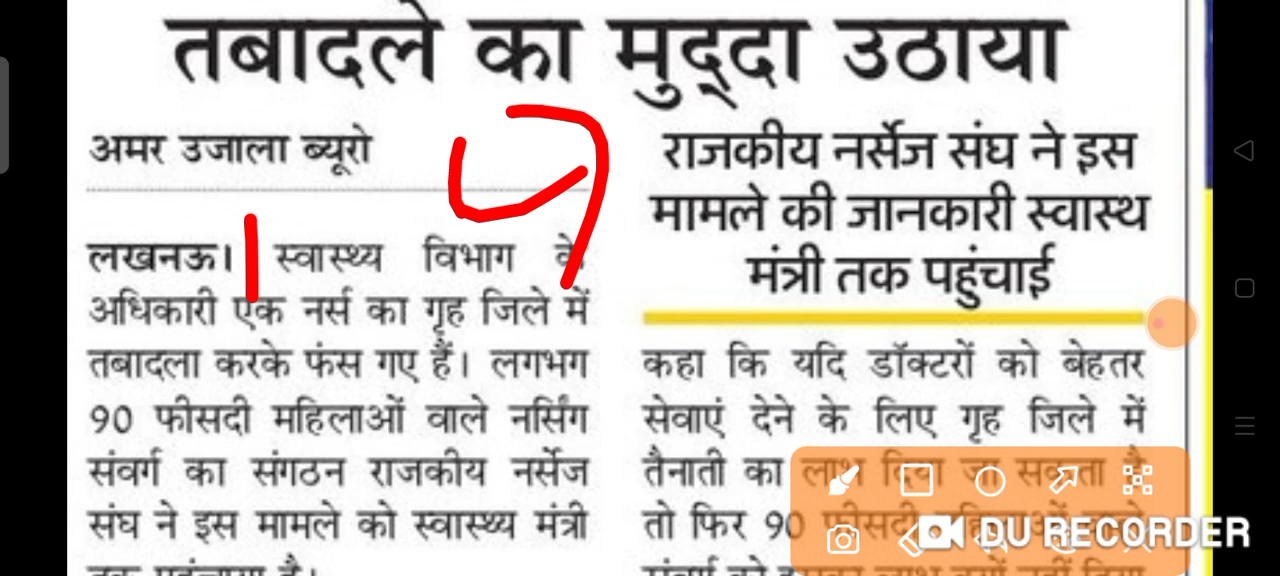 तबादले का मुद्दा उठाया
अमर उजाला ब्यूरो
राजकीय नर्सेज संघ ने इस
मामले की जानकारी स्वास्थ
मंत्री तक पहुंचाई
लखनऊ। स्वास्थ्य विभाग के
अधिकारी एक नर्स का गृह जिले में
तबादला करके फंस गए हैं। लगभग
90 फीसदी महिलाओं वाले नर्सिंग
संवर्ग का संगठन राजकीय नर्सेज
संघ ने इस मामले को स्वास्थ्य मंत्री
कहा कि यदि डॉक्टरों को बेहतर
सेवाएं देने के लिए गृह जिले में
तैनाती का लाभ दिया जा सकता है
तो फिर 90 फीसदी
DU RECORDER